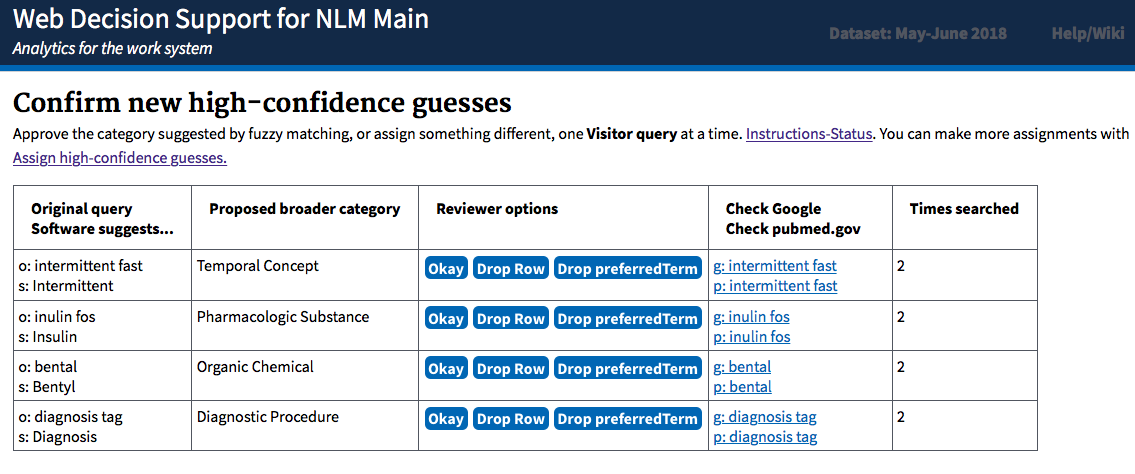 Web Decision Support for NLM Main
Analytics for the work system
Dataset: May-June 2018 Help/Wiki
Confirm new high-confidence guesses
Approve the category suggested by fuzzy matching, or assign something different, one Visitor query at a time. Instructions-Status. You can make more assignments with
Assign high-confidence guesses.
Original query Proposed broader category Reviewer options Check Google Times searched
Software suggests... Check pubmed.gov
o: intermittent fast Temporal Concept Okay Drop Row Drop preferredTerm g: intermittent fast 2
s: Intermittent p: intermittent fast
o: inulin fos Pharmacologic Substance Okay Drop Row Drop preferredTerm g: inulin fos 2
s: Insulin p: inulin fos
o: bental Organic Chemical Okay Drop Row Drop preferredTerm g: bental 2
s: Bentyl p: bental
o: diagnosis tag Diagnostic Procedure Okay Drop Row Drop preferredTerm g: diagnosis tag 2
s: Diagnosis p: diagnosis tag